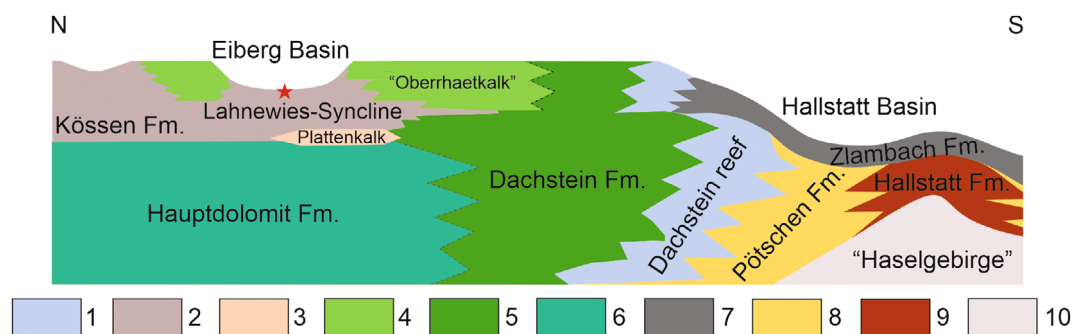 N
S
Eiberg Basin
"Oberrhaetkalk"
Lahnewies-Syncline
Kössen Fm.
Plattenkalk
Hallstatt Basin
Zlambach Fm.
Hallstatt Fm.
Dachstein Fm.
Dachstein reef
Pötschen Fm.
Hauptdolomit Fm.
"Haselgebirge"
1 2 3 4 5 6 7 8 9 10